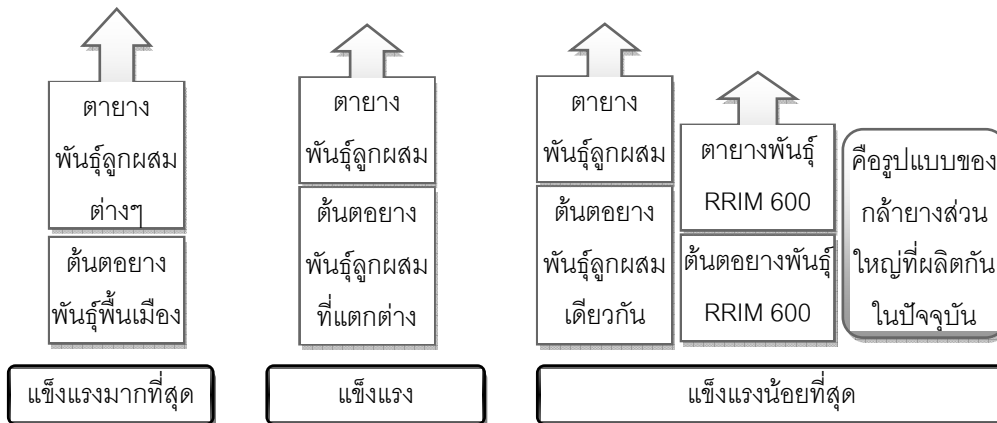 ตายาง
พันธุ์ลูกผสม
ต่างๆ
ต้นตอยาง
พันธุ์พื้นเมือง
แข็งแรงมากที่สุด
ตายาง
พันธุ์ลูกผสม
ต้นตอยาง
พันธุ์ลูกผสม
ที่แตกต่าง
แข็งแรง
ตายาง
พันธุ์ลูกผสม
ต้นตอยาง
พันธุ์ลูกผสม
เดียวกัน
ตายางพันธุ์
RRIM 600
ต้นตอยางพันธุ์
RRIM 600
คือรูปแบบของ
กล้ายางส่วน
ใหญ่ที่ผลิตกัน
ในปัจจุบัน
แข็งแรงน้อยที่สุด